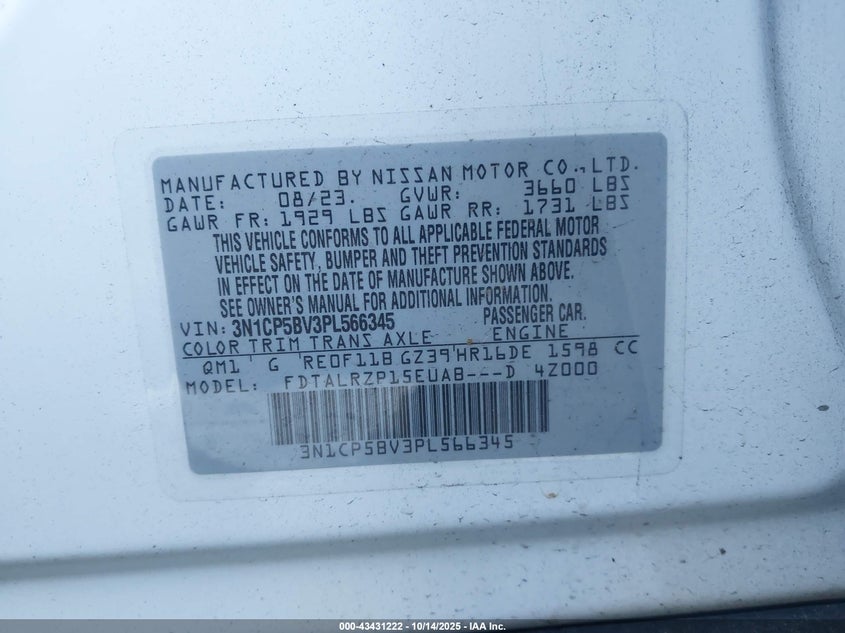 MANUFACTURED BY NISSAN MOTOR CO., LTD.
DATE: 08/23. GVWR: 3660 LBS
GAWR FR: 1929 LBS GAWR RR: 1731 LBS
THIS VEHICLE CONFORMS TO ALL APPLICABLE FEDERAL MOTOR
VEHICLE SAFETY, BUMPER AND THEFT PREVENTION STANDARDS
IN EFFECT ON THE DATE OF MANUFACTURE SHOWN ABOVE.
SEE OWNER'S MANUAL FOR ADDITIONAL INFORMATION.
VIN: 3N1CP5BV3PL566345 PASSENGER CAR.
COLOR TRIM TRANS AXLE ENGINE
QM1 G RE0F11B GZ39 HR16DE 1598 CC
MODEL: FDTALRZP15EUAB---D 4Z000
3N1CP5BV3PL566345
000-43431222 - 10/14/2025 - IAA Inc.